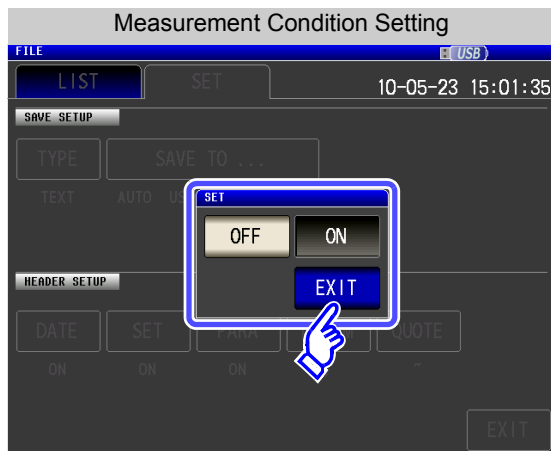 Measurement Condition Setting
FILE
USB
LIST SET 10-05-23 15:01:35
SAVE SETUP
TYPE SAVE TO ...
TEXT AUTO
SET
OFF ON
EXIT
HEADER SETUP
DATE SET PARA QUOTE
ON ON ON
EXIT